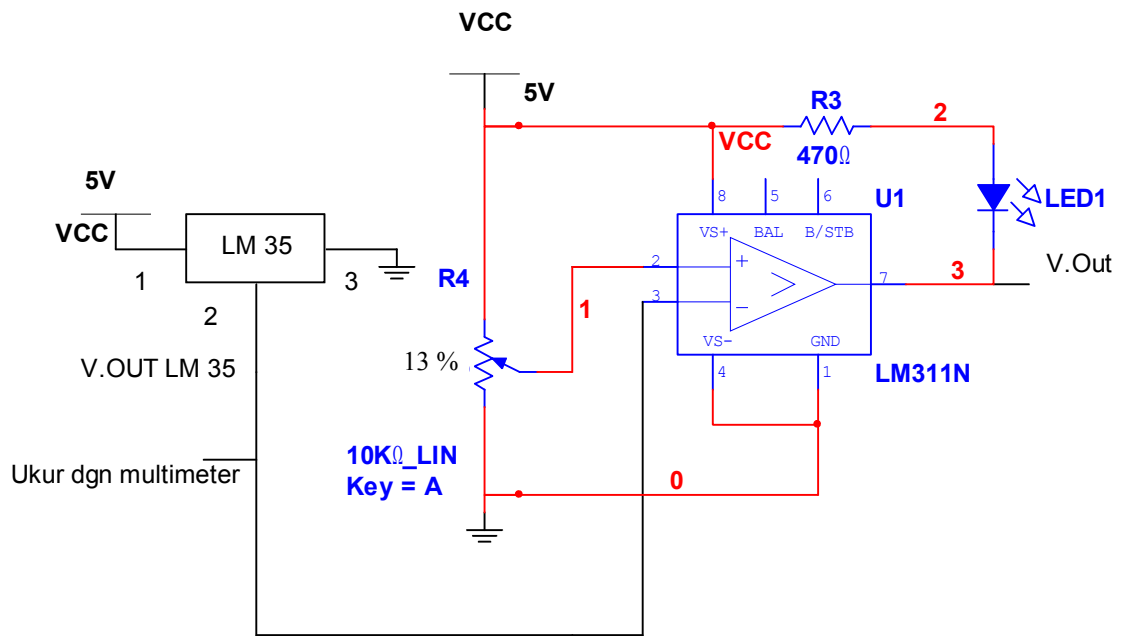 VCC
5V
R3
2
VCC
470Ω
5V
VCC
LM 35
1
3
2
V.OUT LM 35
Ukur dgn multimeter
R4
13 %
10KΩ_LIN
Key = A
1
0
8
5
6
U1
VS+
BAL
B/STB
2
+
3
−
7
VS-
GND
4
1
LM311N
LED1
3
V.Out